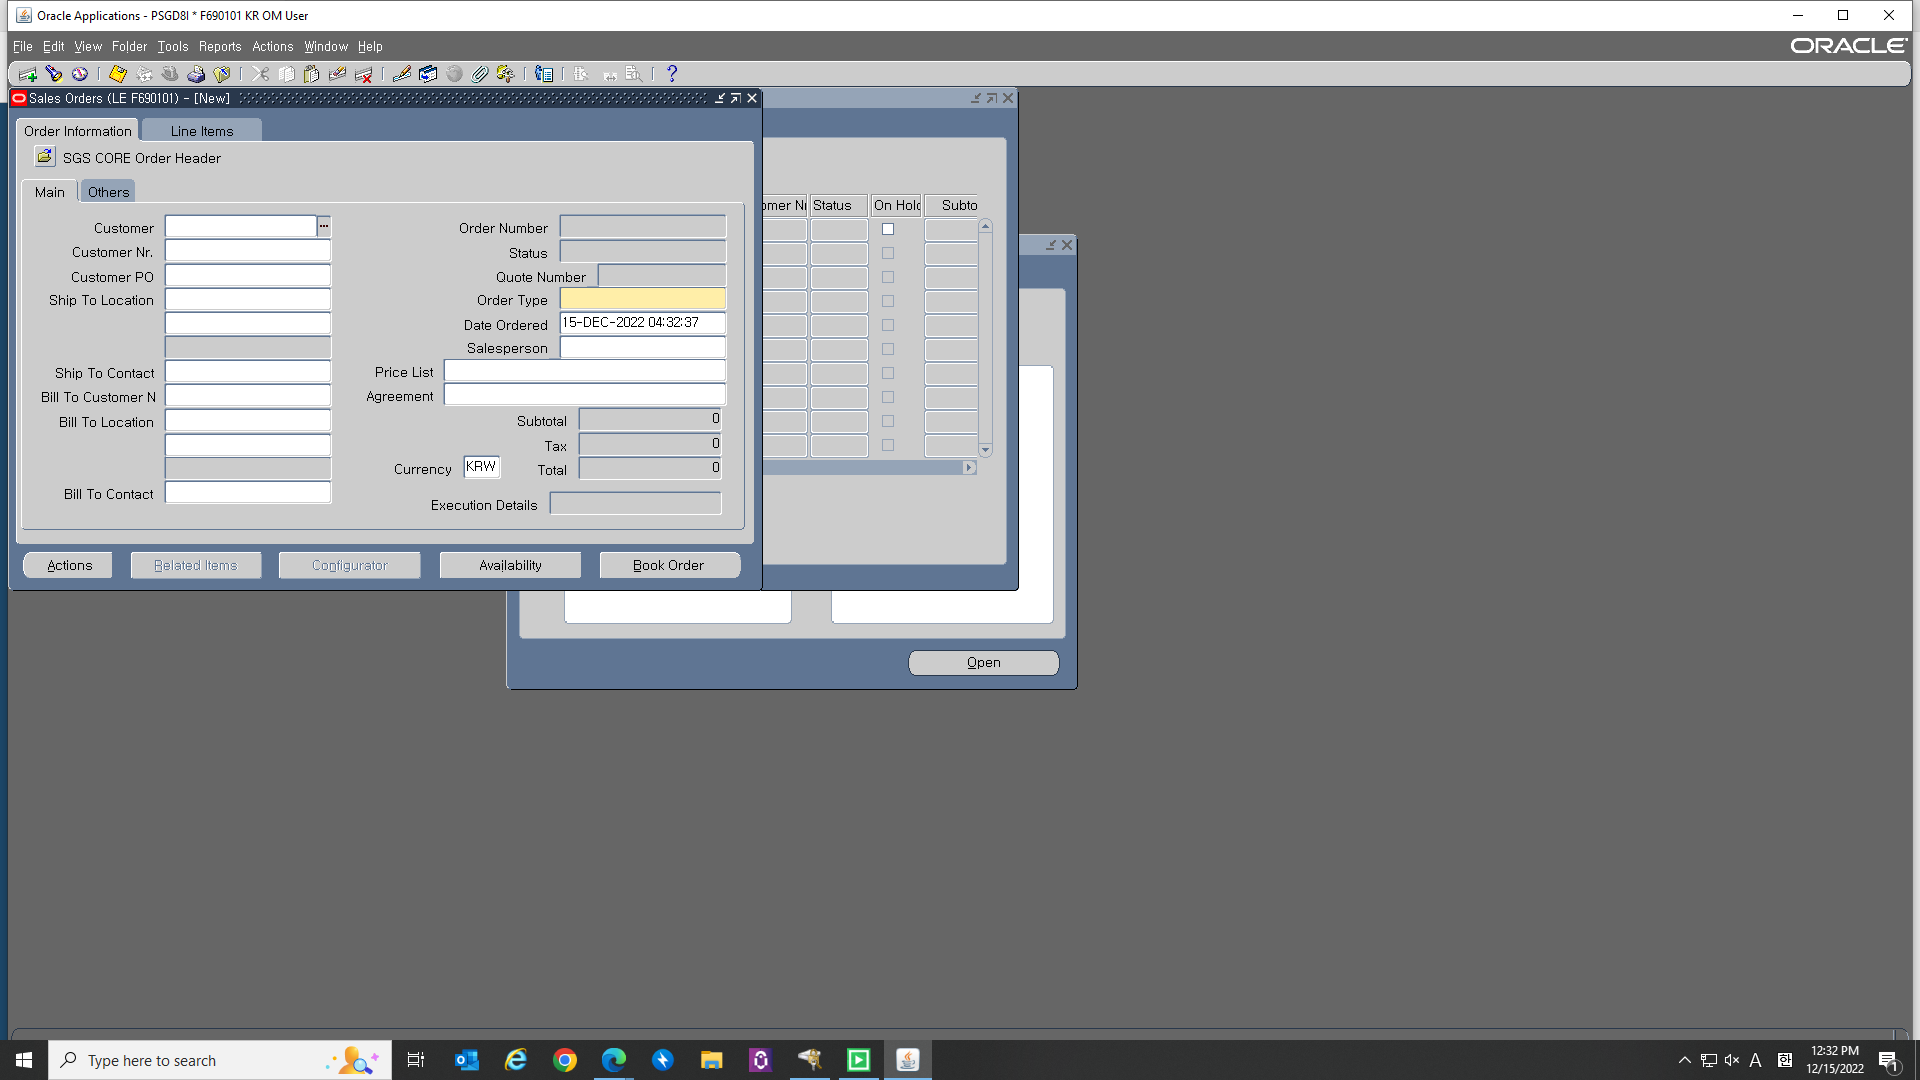 Oracle Applications - PSGD8I * F690101 KR OM User
File Edit View Folder Tools Reports Actions Window Help
ORACLE
Sales Orders (LE F690101) - [New]
Order Information
Line Items
SGS CORE Order Header
Main
Others
Customer
Customer Nr.
Customer PO
Ship To Location
Ship To Contact
Bill To Customer N
Bill To Location
Bill To Contact
Order Number
Status
Quote Number
Order Type
Date Ordered 15-DEC-2022 04:32:37
Salesperson
Price List
Agreement
Subtotal 0
Tax 0
Currency KRW Total 0
Execution Details
Actions
Related Items
Configurator
Availability
Book Order
omer Nr Status On Hold Subto
Open
Type here to search
A
한
12:32 PM
12/15/2022
1